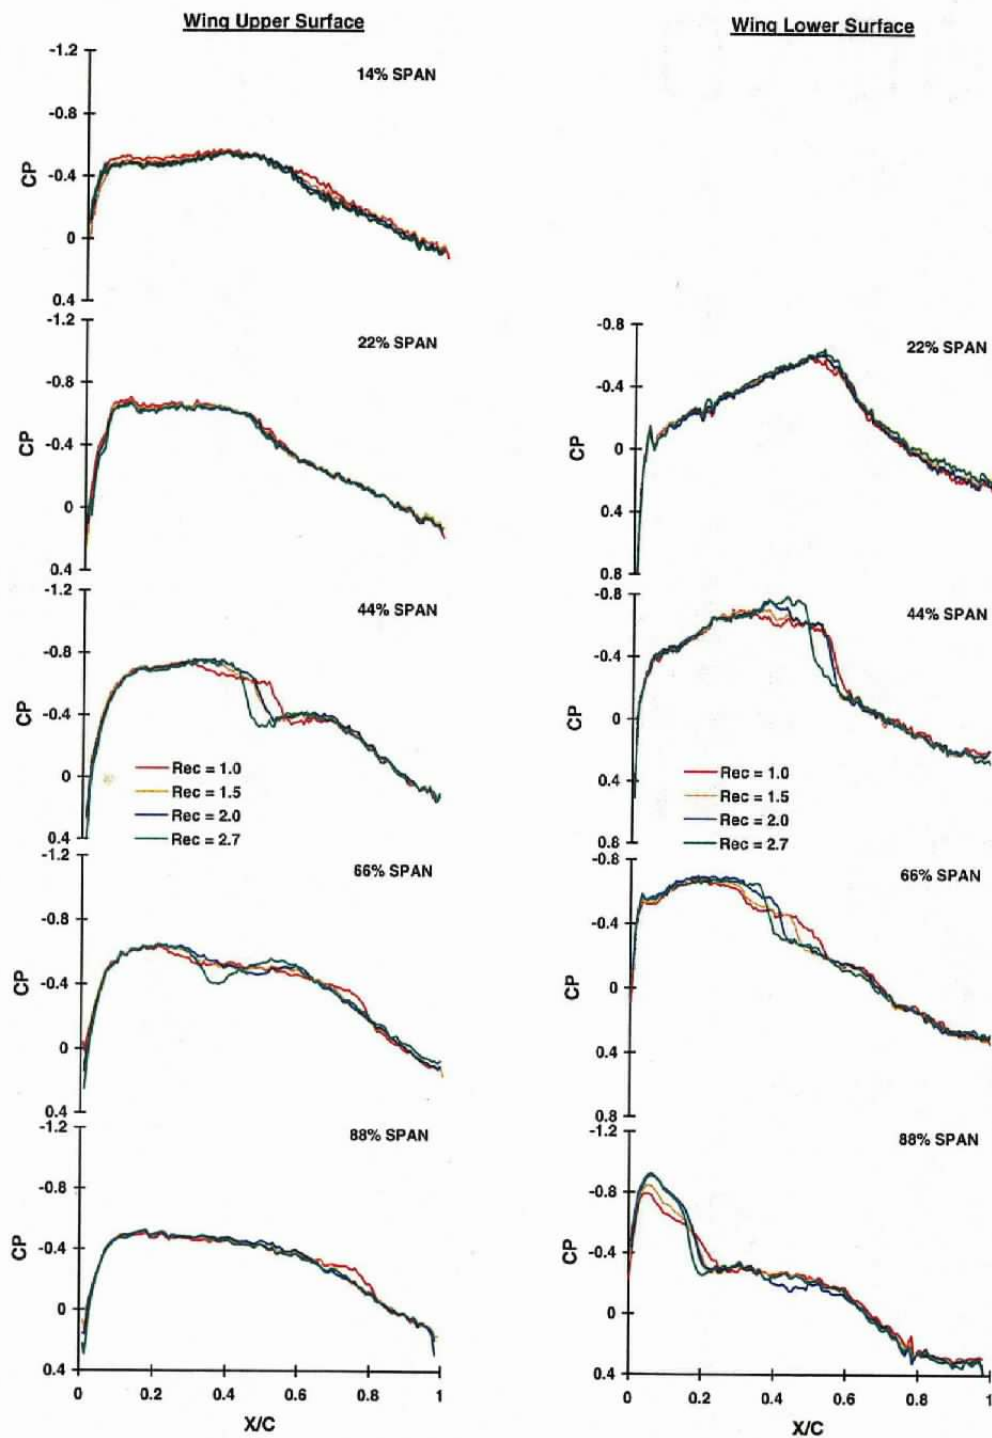 Wing Upper Surface
-1.2
14% SPAN
-0.8
CP
-0.4
0
0.4
-1.2
22% SPAN
-0.8
CP
-0.4
0
0.4
-1.2
44% SPAN
-0.8
CP
-0.4
0
Rec = 1.0
Rec = 1.5
Rec = 2.0
Rec = 2.7
0.4
-1.2
66% SPAN
-0.8
CP
-0.4
0
0.4
-1.2
88% SPAN
-0.8
CP
-0.4
0
0.4
0 0.2 0.4 0.6 0.8 1
X/C
Wing Lower Surface
-0.8
22% SPAN
-0.4
CP
0
0.4
0.8
-0.8
44% SPAN
-0.4
CP
0
0.4
Rec = 1.0
Rec = 1.5
Rec = 2.0
Rec = 2.7
0.8
-0.8
66% SPAN
-0.4
CP
0
0.4
0.8
-1.2
88% SPAN
-0.8
CP
-0.4
0
0.4
0 0.2 0.4 0.6 0.8 1
X/C